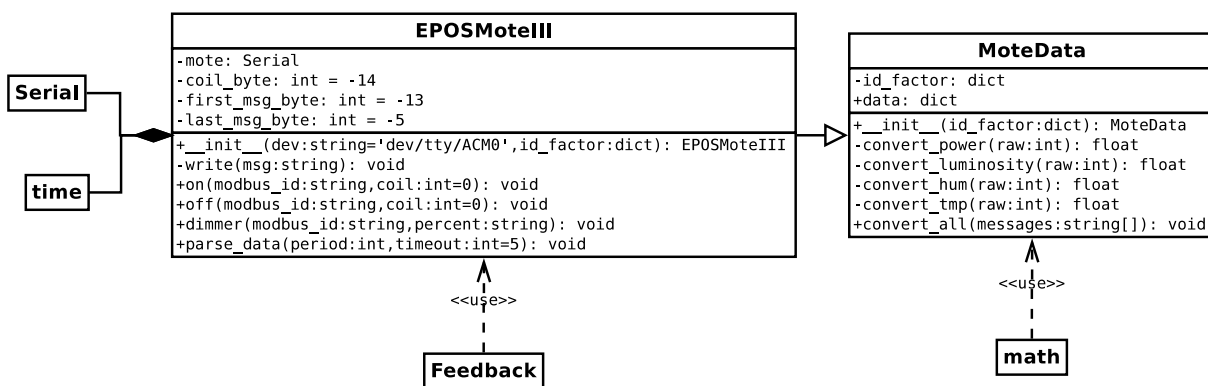 EPOSMoteIII
-mote: Serial
-coil_byte: int = -14
-first_msg_byte: int = -13
-last_msg_byte: int = -5
+__init__(dev:string='dev/tty/ACM0',id_factor:dict): EPOSMoteIII
-write(msg:string): void
+on(modbus_id:string,coil:int=0): void
+off(modbus_id:string,coil:int=0): void
+dimmer(modbus_id:string,percent:string): void
+parse_data(period:int,timeout:int=5): void
Serial
time
MoteData
-id_factor: dict
+data: dict
+__init__(id_factor:dict): MoteData
-convert_power(raw:int): float
-convert_luminosity(raw:int): float
-convert_hum(raw:int): float
-convert_tmp(raw:int): float
+convert_all(messages:string[]): void
<<use>>
Feedback
<<use>>
math